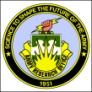 SCIENCE TO SHAPE THE FUTURE OF THE ARMY
1951